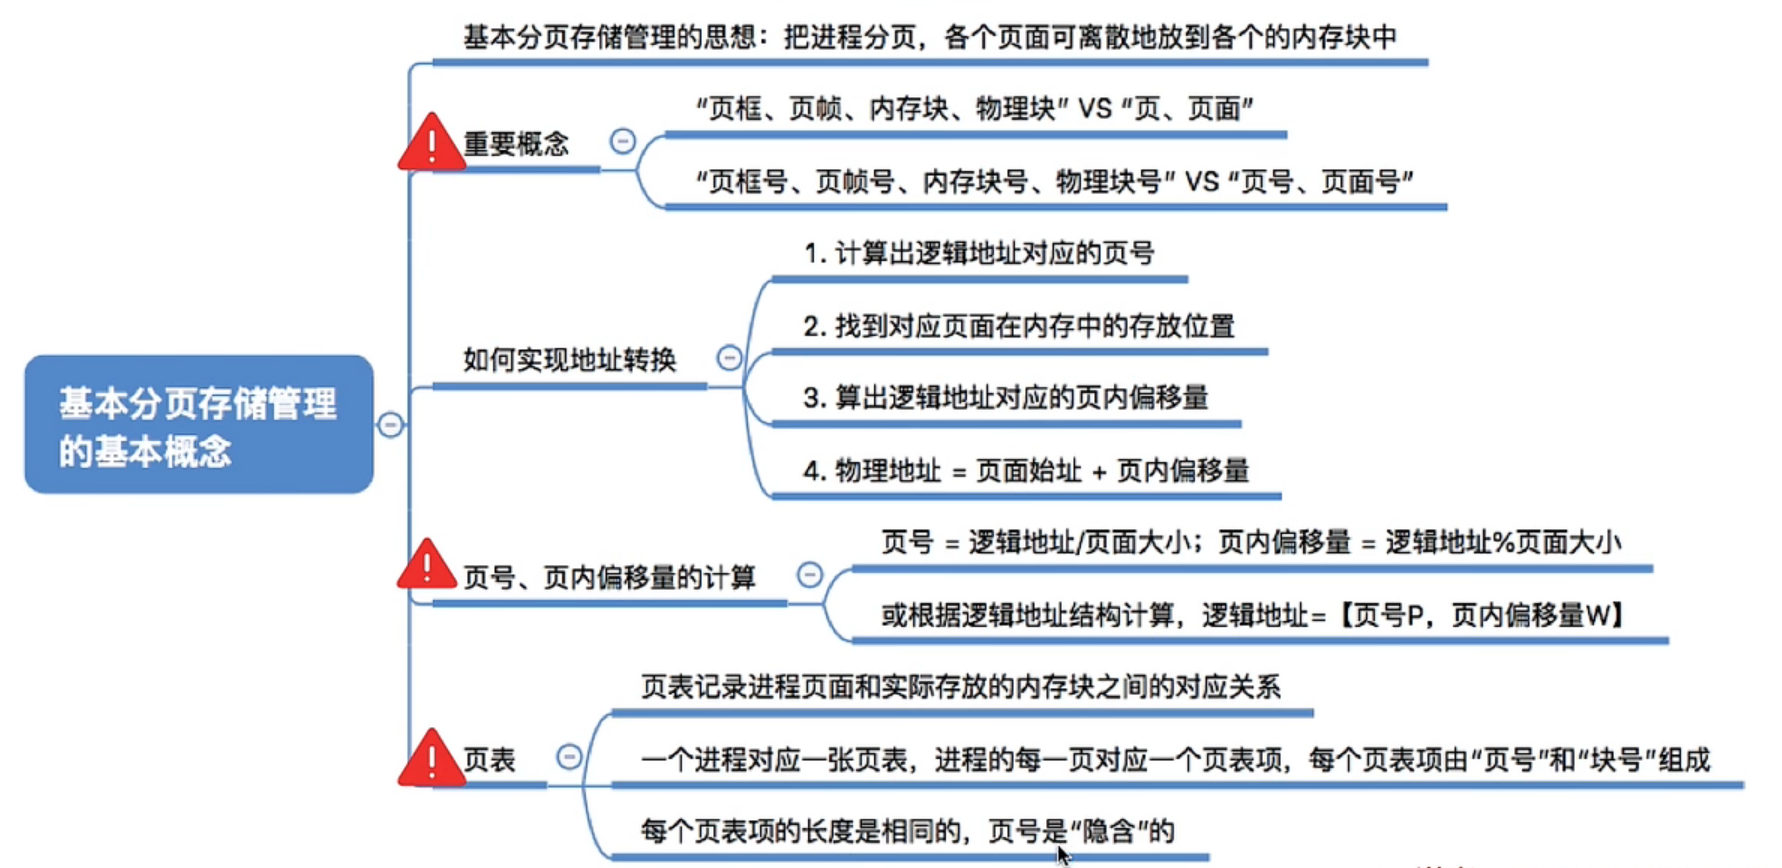 基本分页存储管理的思想：把进程分页，各个页面可离散地放到各个的内存块中
重要概念
“页框、页帧、内存块、物理块” VS “页、页面”
“页框号、页帧号、内存块号、物理块号” VS “页号、页面号”
基本分页存储管理
的基本概念
如何实现地址转换
1. 计算出逻辑地址对应的页号
2. 找到对应页面在内存中的存放位置
3. 算出逻辑地址对应的页内偏移量
4. 物理地址 = 页面始址 + 页内偏移量
页号、页内偏移量的计算
页号 = 逻辑地址/页面大小；页内偏移量 = 逻辑地址%页面大小
或根据逻辑地址结构计算，逻辑地址=【页号P，页内偏移量W】
页表
页表记录进程页面和实际存放的内存块之间的对应关系
一个进程对应一张页表，进程的每一页对应一个页表项，每个页表项由“页号”和“块号”组成
每个页表项的长度是相同的，页号是“隐含”的